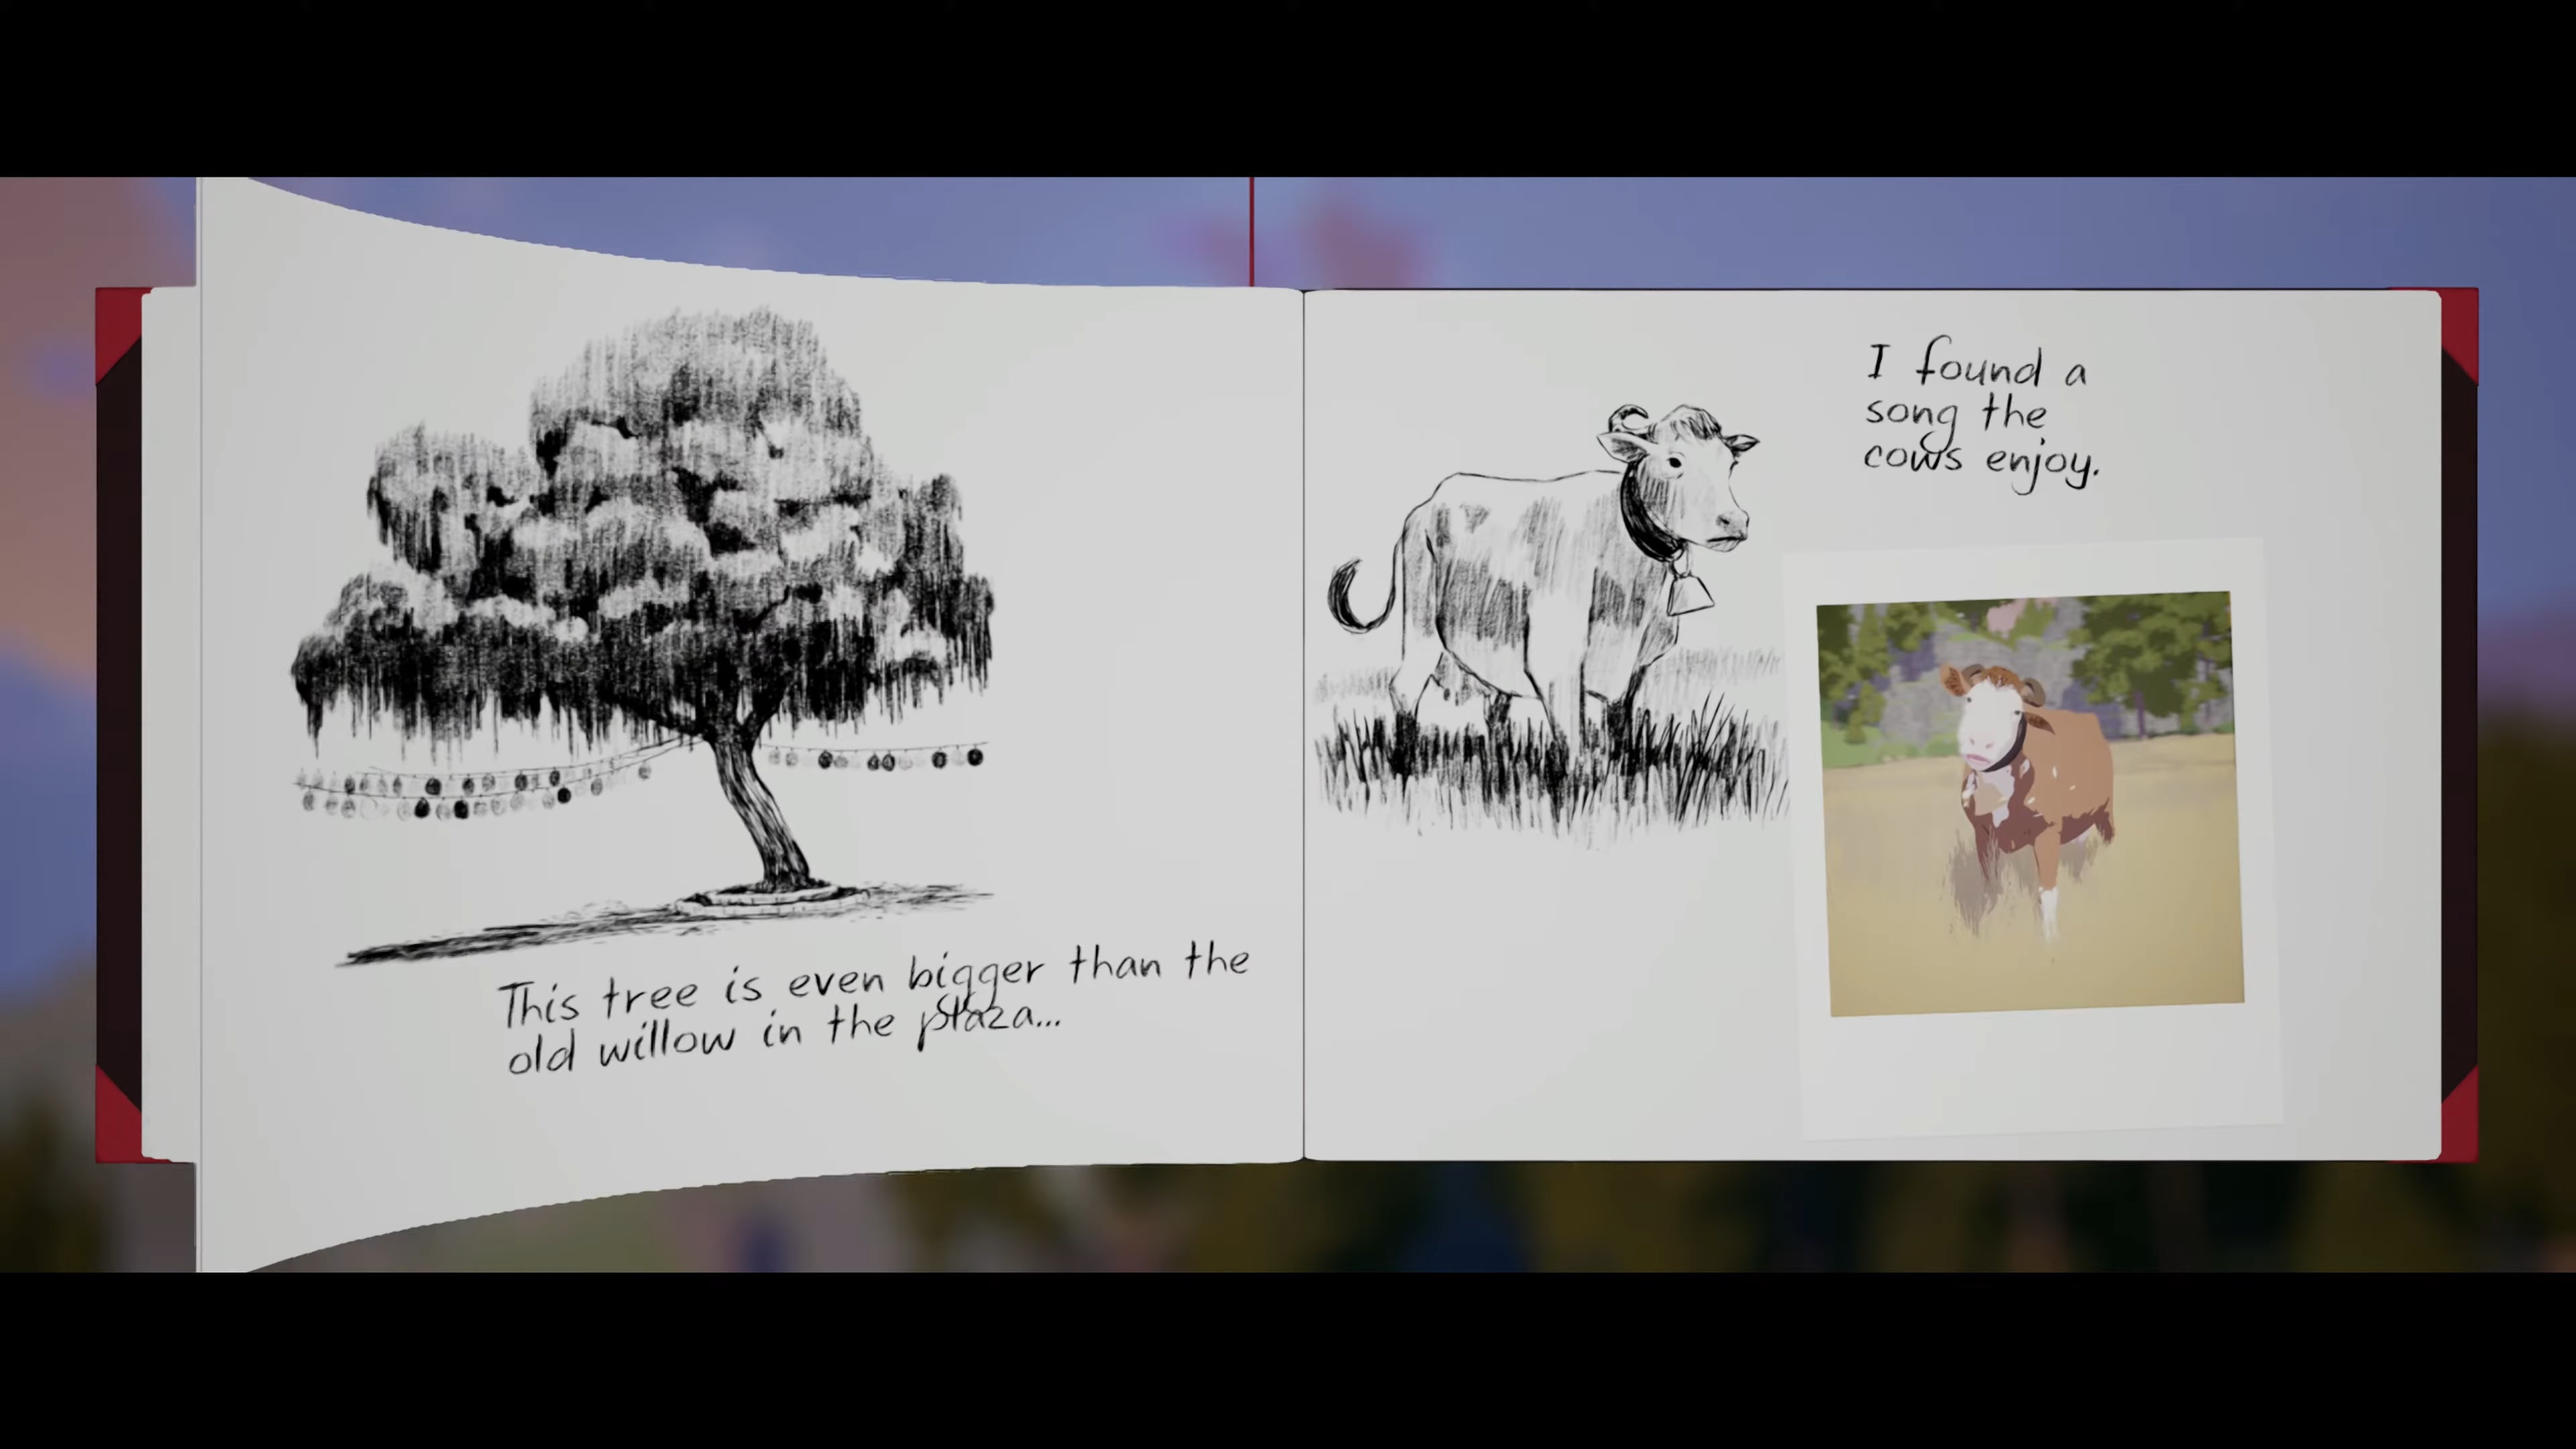 This tree is even bigger than the
old willow in the plaza...
I found a
song the
cows enjoy.